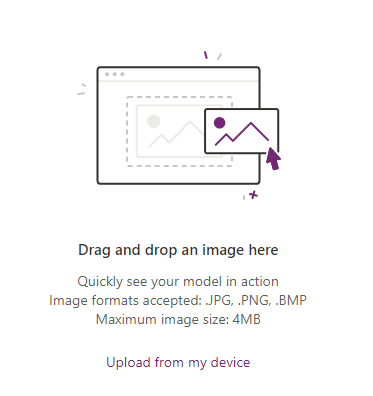 Drag and drop an image here
Quickly see your model in action
Image formats accepted: .JPG, .PNG, .BMP
Maximum image size: 4MB
Upload from my device